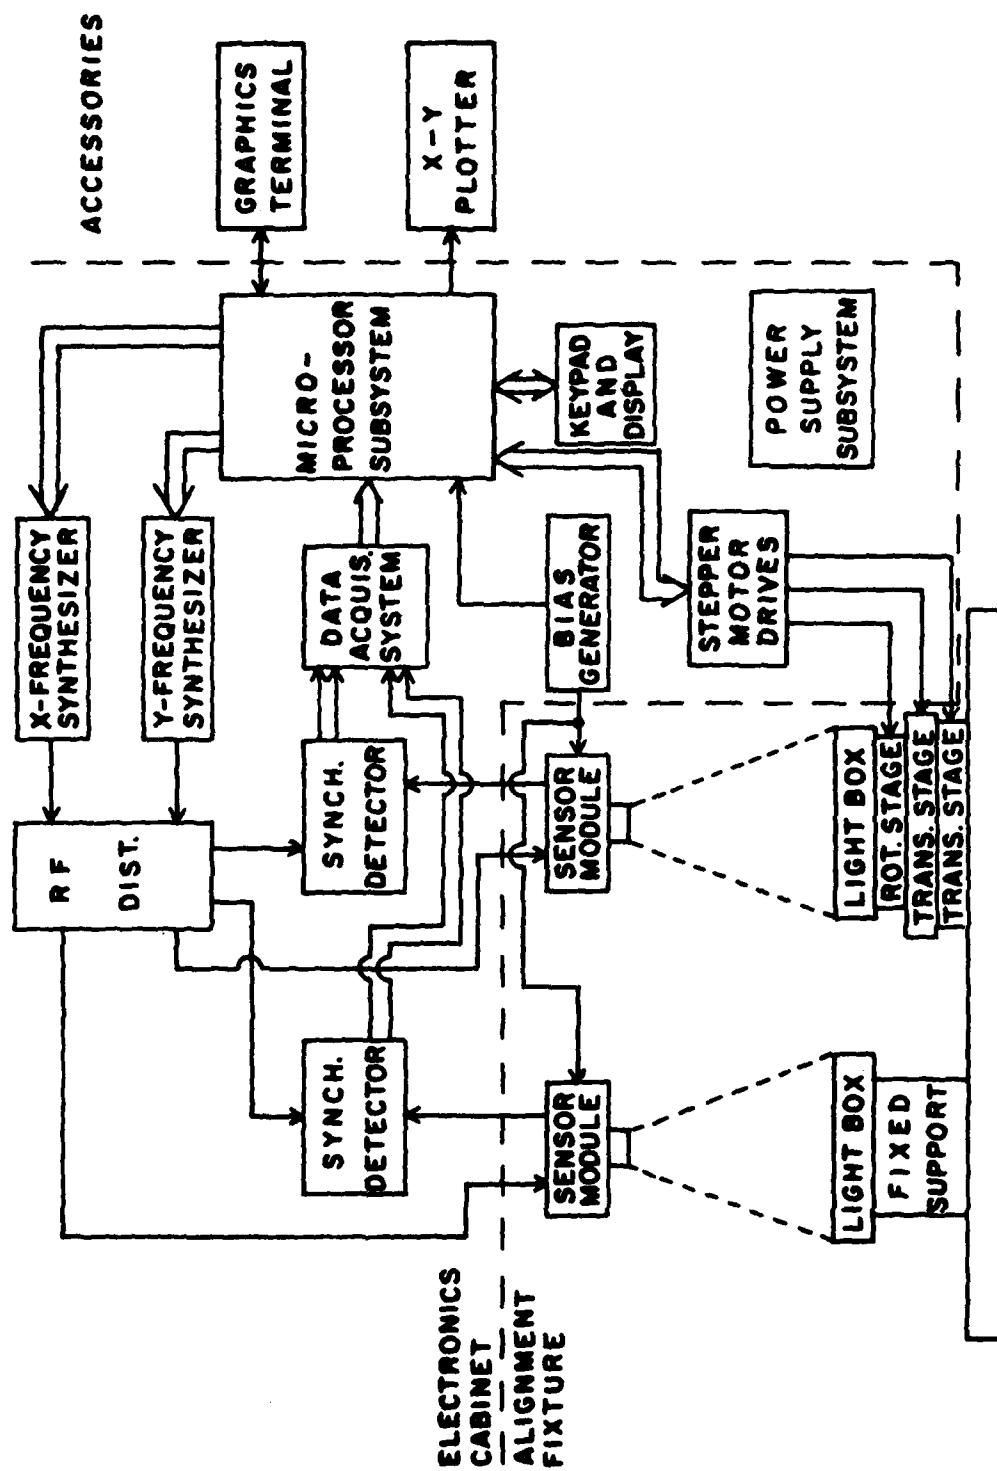 ACCESSORIES
GRAPHICS
TERMINAL
X-Y
PLOTTER
MICRO-
PROCESSOR
SUBSYSTEM
KEYPAD
AND
DISPLAY
POWER
SUPPLY
SUBSYSTEM
X-FREQUENCY
SYNTHESIZER
Y-FREQUENCY
SYNTHESIZER
DATA
ACQUIS.
SYSTEM
BIAS
GENERATOR
STEPPER
MOTOR
DRIVES
RF
DIST.
SYNCH.
DETECTOR
SENSOR
MODULE
LIGHT BOX
ROT. STAGE
TRANS. STAGE
TRANS. STAGE
SYNCH.
DETECTOR
SENSOR
MODULE
LIGHT BOX
FIXED
SUPPORT
ELECTRONICS
CABINET
ALIGNMENT
FIXTURE